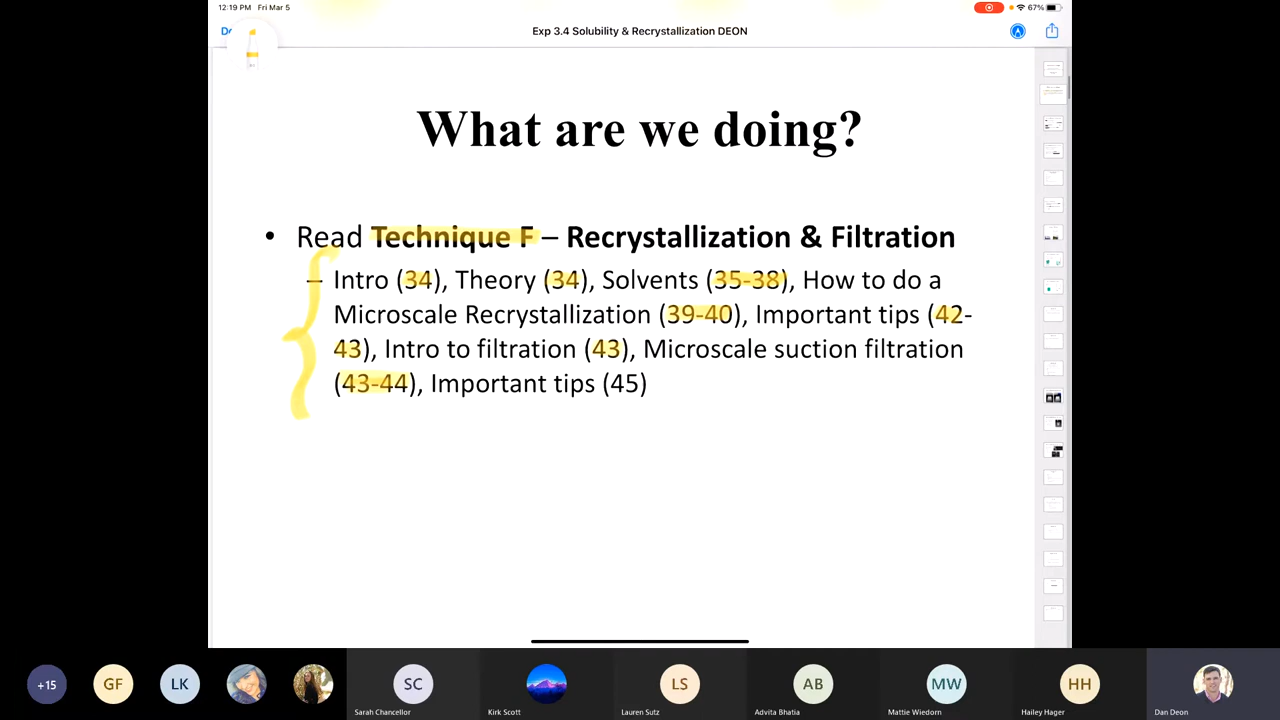 12:19 PM Fri Mar 5
67%
Exp 3.4 Solubility & Recrystallization DEON
What are we doing?
• Read Technique F – Recrystallization & Filtration
– Intro (34), Theory (34), Solvents (35-38), How to do a
Microscale Recrystallization (39-40), Important tips (42-
43), Intro to filtration (43), Microscale suction filtration
(43-44), Important tips (45)
+15
GF
LK
SC
LS
AB
MW
HH
Sarah Chancellor
Kirk Scott
Lauren Sutz
Advita Bhatia
Mattie Wiedorn
Hailey Hager
Dan Deon